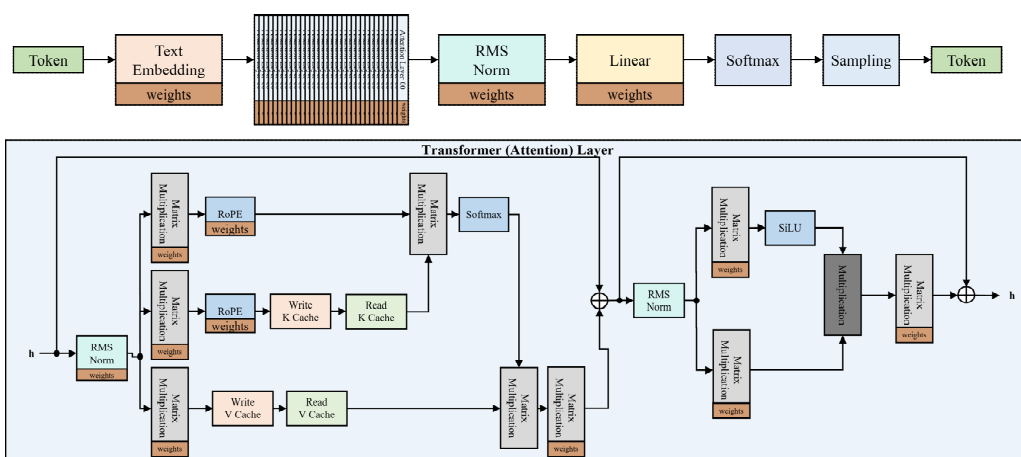 Token
Text
Embedding
weights
Attention Layer 00
weights
RMS
Norm
weights
Linear
weights
Softmax
Sampling
Token
Transformer (Attention) Layer
h
RMS
Norm
weights
Matrix
Multiplication
weights
RoPE
weights
Matrix
Multiplication
Softmax
Matrix
Multiplication
weights
RoPE
weights
Write
K Cache
Read
K Cache
Matrix
Multiplication
weights
Write
V Cache
Read
V Cache
Matrix
Multiplication
Matrix
Multiplication
weights
RMS
Norm
Matrix
Multiplication
weights
SiLU
Matrix
Multiplication
weights
Multiplication
Matrix
Multiplication
weights
h